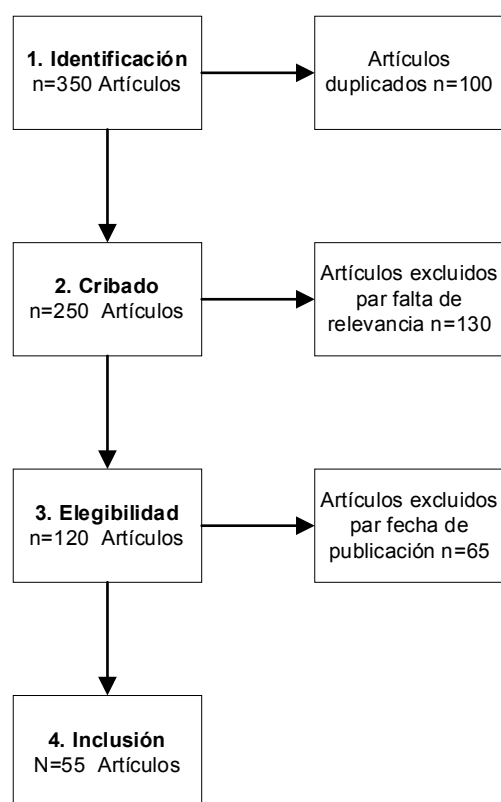 1. Identificación
n=350 Artículos
Artículos
duplicados n=100
2. Cribado
n=250 Artículos
Artículos excluidos
par falta de
relevancia n=130
3. Elegibilidad
n=120 Artículos
Artículos excluidos
par fecha de
publicación n=65
4. Inclusión
N=55 Artículos